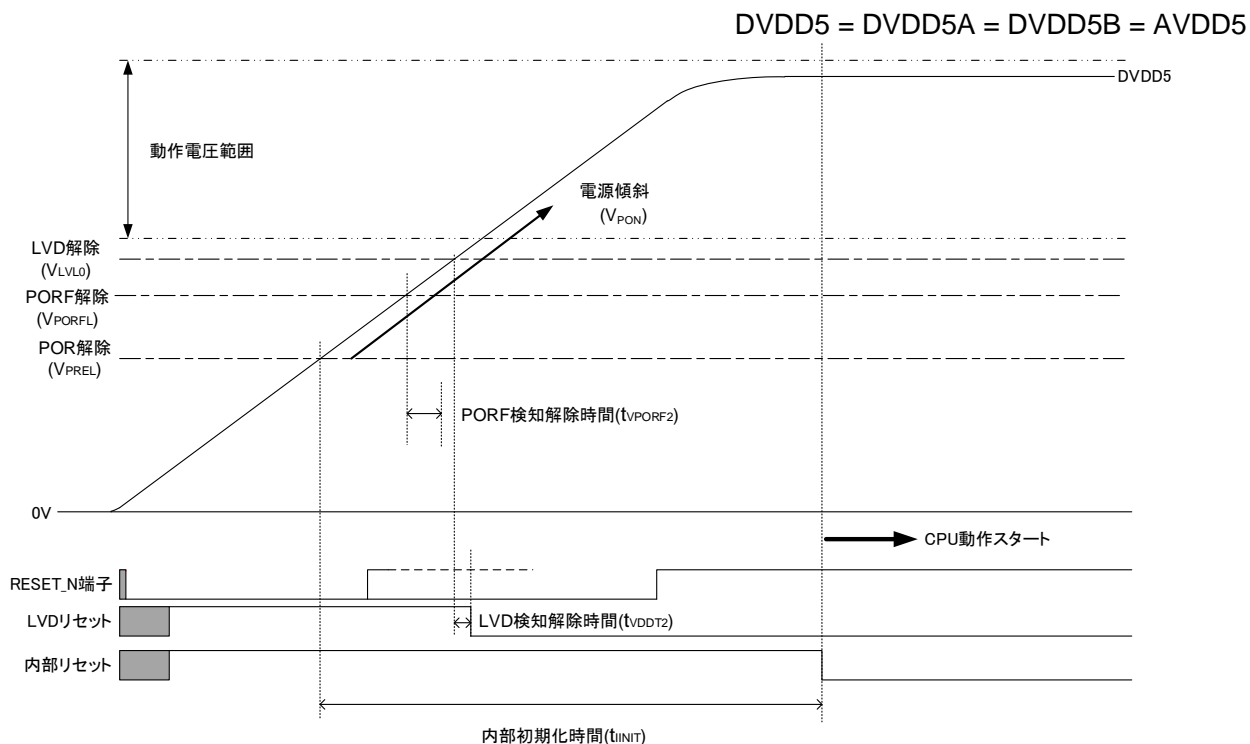 DVDD5 = DVDD5A = DVDD5B = AVDD5
DVDD5
動作電圧範囲
電源傾斜
(VPON)
LVD解除
(VLVL0)
PORF解除
(VPORFL)
POR解除
(VPREL)
PORF検知解除時間(tVPORF2)
0V
CPU動作スタート
RESET_N端子
LVDリセット
LVD検知解除時間(tVDDT2)
内部リセット
内部初期化時間(tIINIT)